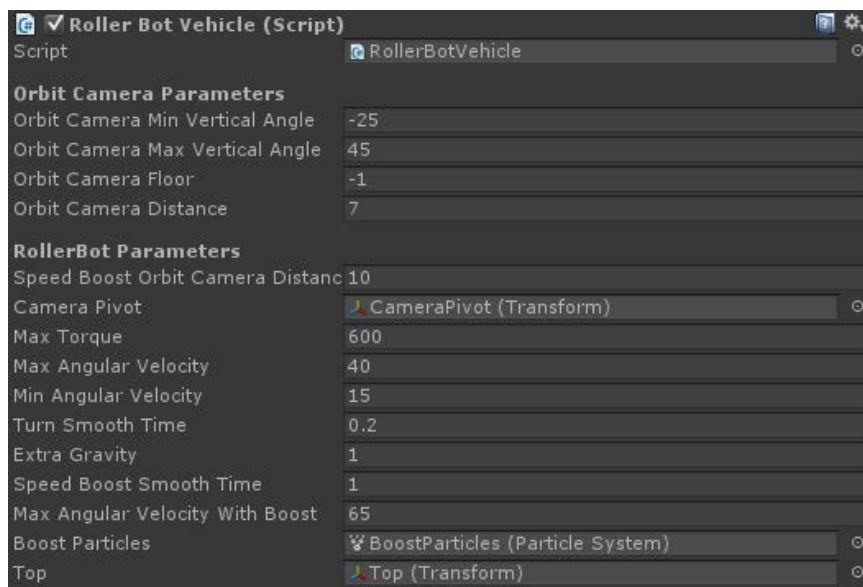 Roller Bot Vehicle (Script)
Script RollerBotVehicle
Orbit Camera Parameters
Orbit Camera Min Vertical Angle -25
Orbit Camera Max Vertical Angle 45
Orbit Camera Floor -1
Orbit Camera Distance 7
RollerBot Parameters
Speed Boost Orbit Camera Distanc 10
Camera Pivot CameraPivot (Transform)
Max Torque 600
Max Angular Velocity 40
Min Angular Velocity 15
Turn Smooth Time 0.2
Extra Gravity 1
Speed Boost Smooth Time 1
Max Angular Velocity With Boost 65
Boost Particles BoostParticles (Particle System)
Top Top (Transform)